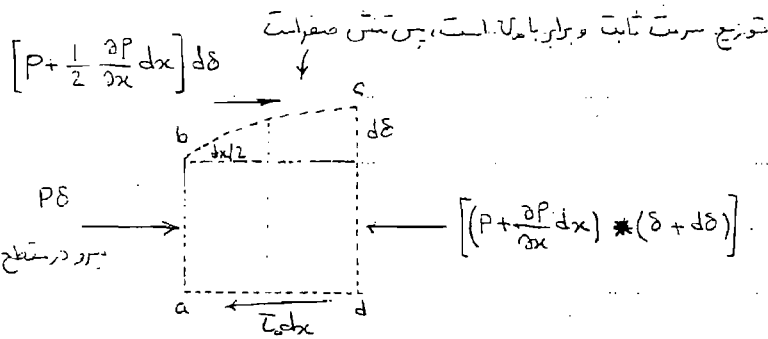 توزیع سرعت ثابت و برابر با U∞ است، پس تنش صفر است
[P + 1/2 ∂P/∂x dx] dδ
b
c
dx/2
dδ
Pδ
نیرو در مقطع
[(P + ∂P/∂x dx) * (δ + dδ)]
a
d
τ₀dx